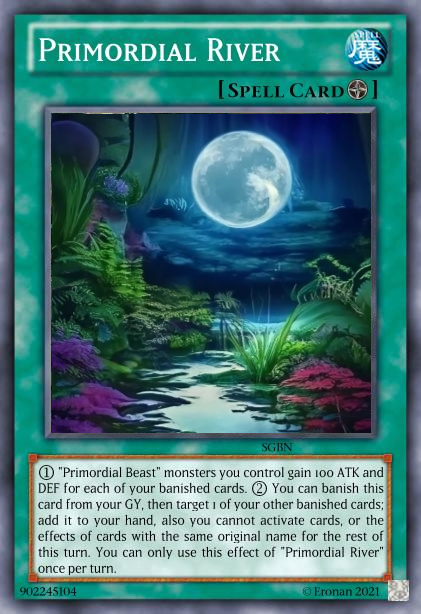 Primordial River
SPELL
魔
[Spell Card]
SGBN
① "Primordial Beast" monsters you control gain 100 ATK and
DEF for each of your banished cards. ② You can banish this
card from your GY, then target 1 of your other banished cards;
add it to your hand, also you cannot activate cards, or the
effects of cards with the same original name for the rest of
this turn. You can only use this effect of "Primordial River"
once per turn.
902245104
© Eronan 2021